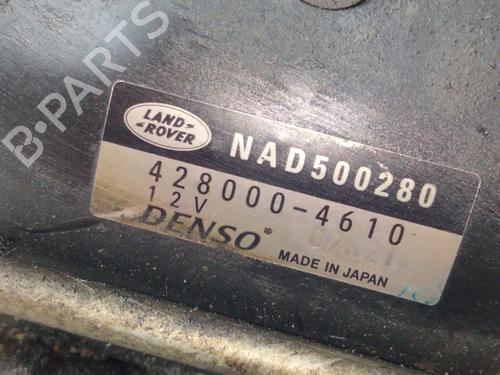 B-PARTS
LAND-
-ROVER
NAD500280
428000-4610
12V
DENSO
MADE IN JAPAN